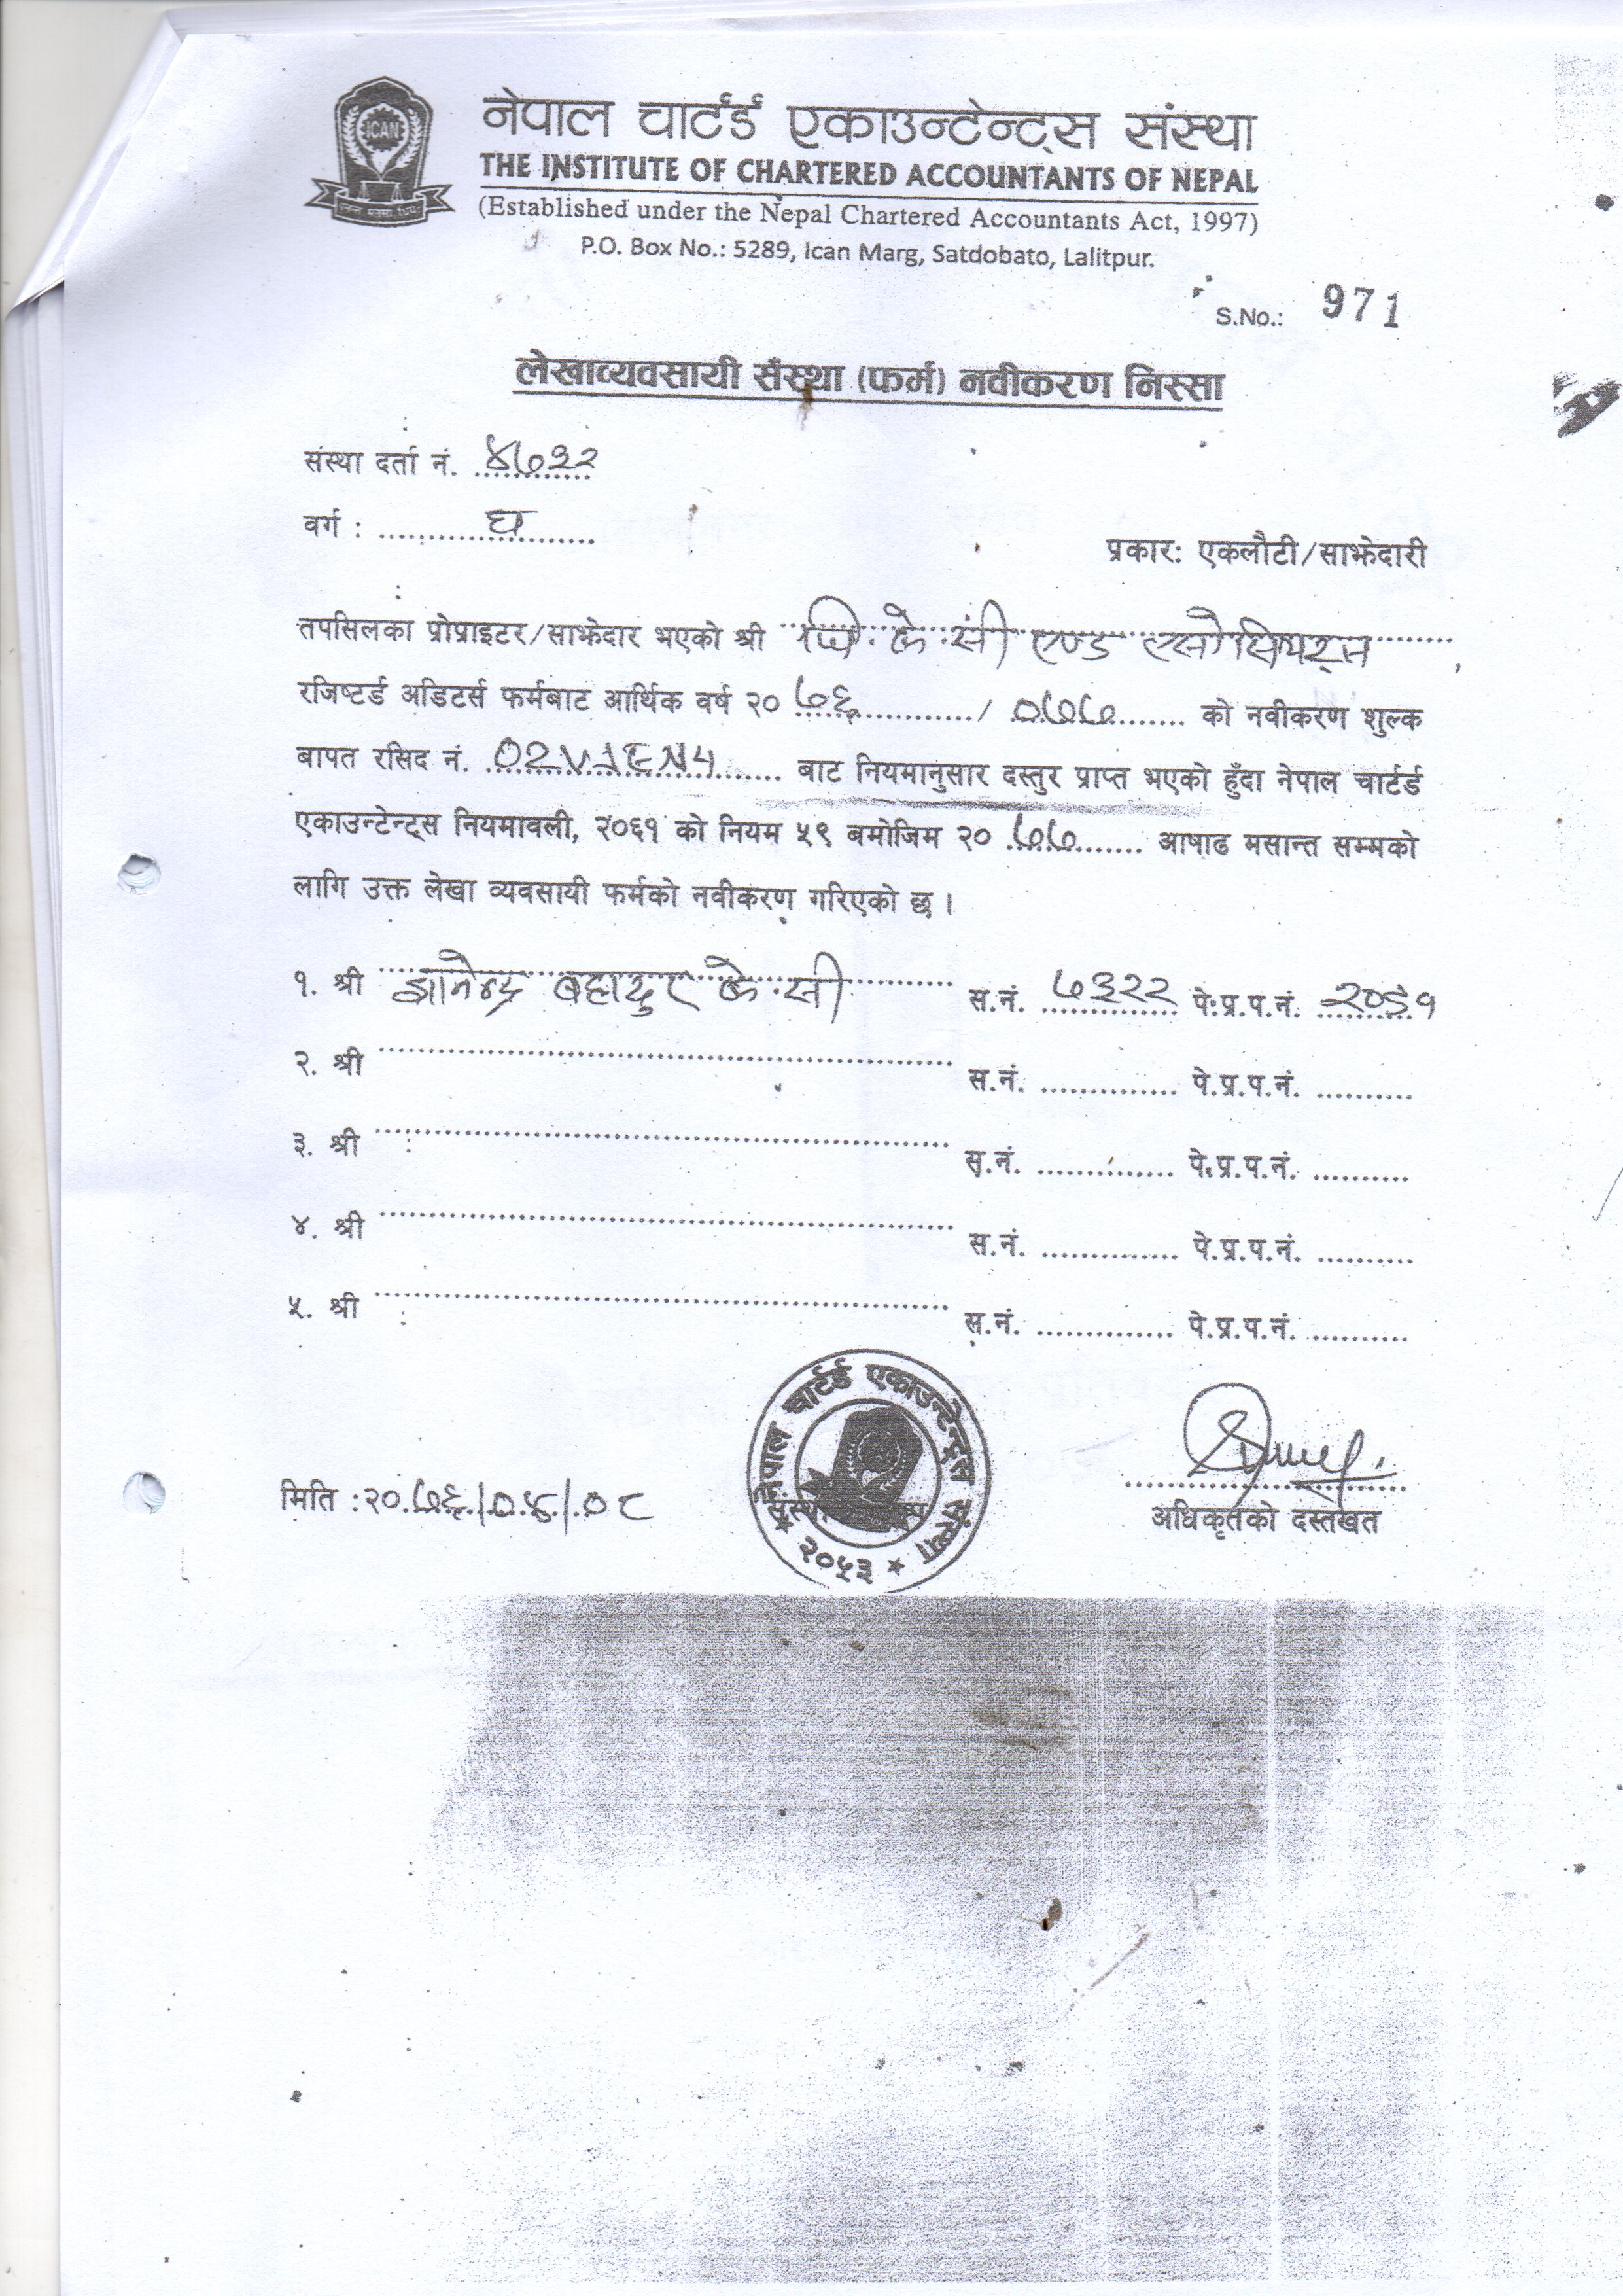 ICAN
नेपाल चार्टर्ड एकाउन्टेन्ट्स संस्था
THE INSTITUTE OF CHARTERED ACCOUNTANTS OF NEPAL
(Established under the Nepal Chartered Accountants Act, 1997)
P.O. Box No.: 5289, Ican Marg, Satdobato, Lalitpur.
S.No.: 971
लेखाव्यवसायी सँस्था (फर्म) नवीकरण निस्सा
संस्था दर्ता नं. ४७३२
वर्ग : घ
प्रकार: एकलौटी/साझेदारी
तपसिलका प्रोप्राइटर/साझेदार भएको श्री के.सी एण्ड एसोसियट्स,
रजिष्टर्ड अडिटर्स फर्मबाट आर्थिक वर्ष २०७६/०७७ को नवीकरण शुल्क
बापत रसिद नं. बाट नियमानुसार दस्तुर प्राप्त भएको हुँदा नेपाल चार्टर्ड
एकाउन्टेन्ट्स नियमावली, २०६१ को नियम ५९ बमोजिम २०७७ आषाढ मसान्त सम्मको
लागि उक्त लेखा व्यवसायी फर्मको नवीकरण गरिएको छ ।
१. श्री ज्ञानेन्द्र बहादुर के.सी स.नं. ७३२२ पे.प्र.प.नं.
२. श्री स.नं. पे.प्र.प.नं.
३. श्री स.नं. पे.प्र.प.नं.
४. श्री स.नं. पे.प्र.प.नं.
५. श्री स.नं. पे.प्र.प.नं.
नेपाल चार्टर्ड एकाउन्टेन्ट्स संस्था
२०५३
मिति :२०७६/०४/०८
अधिकृतको दस्तखत